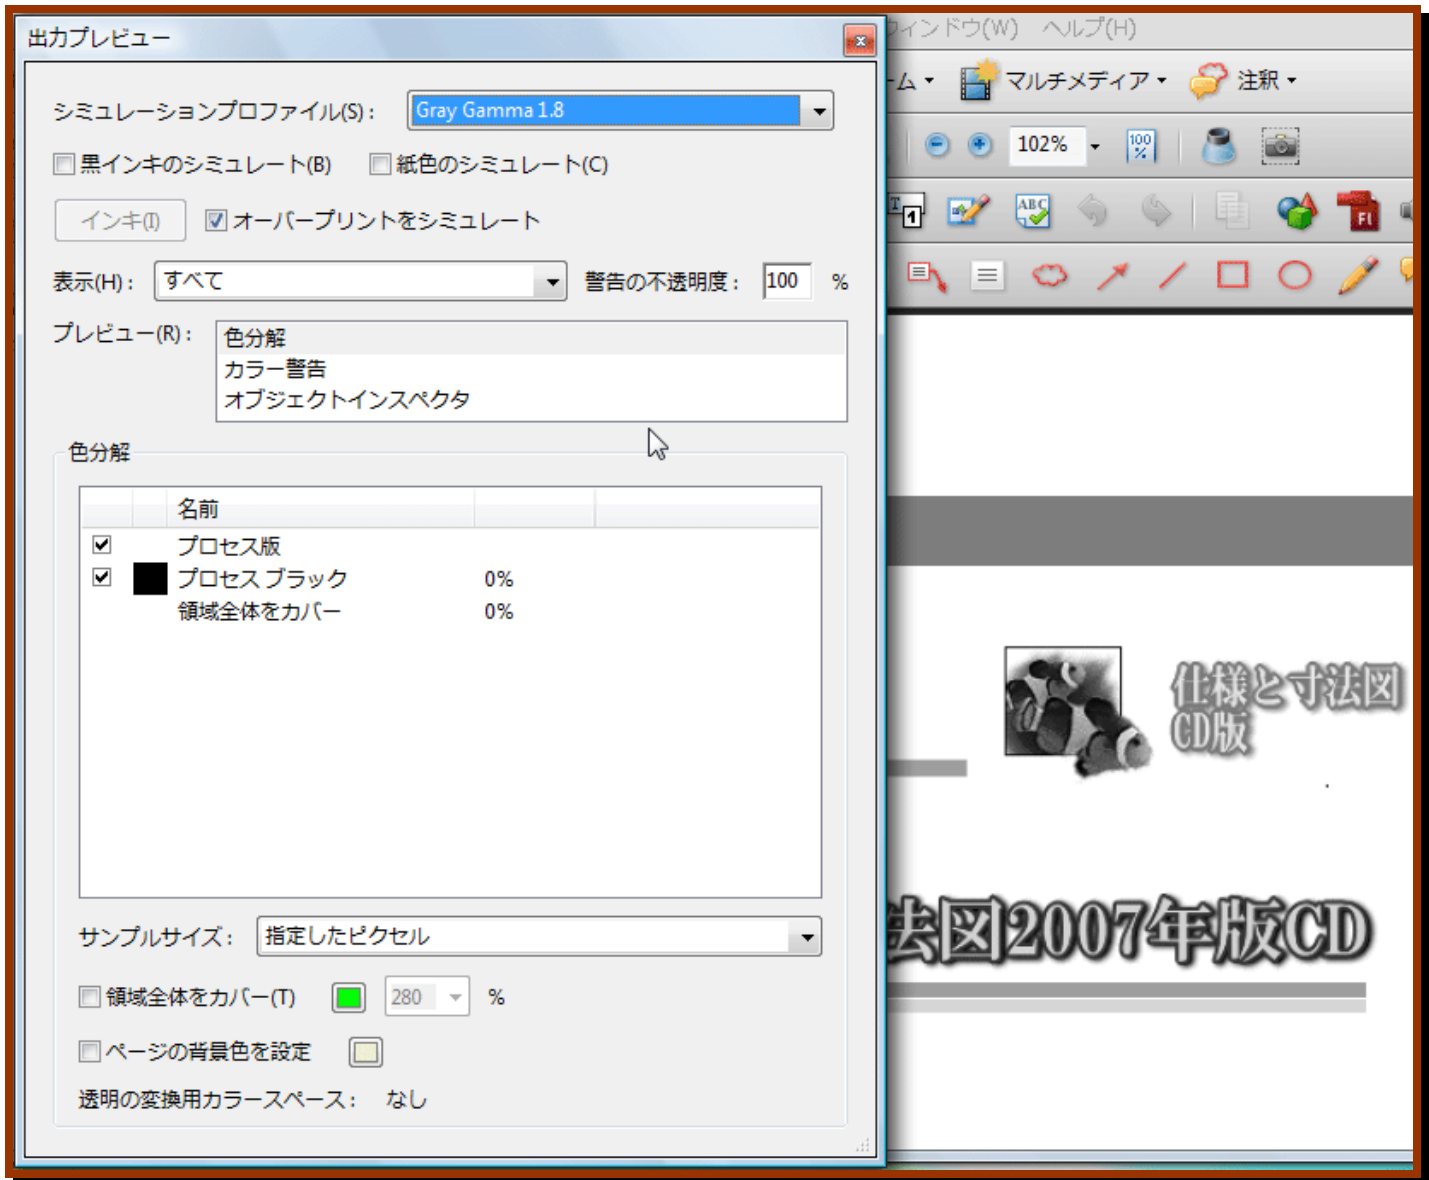 出力プレビュー
シミュレーションプロファイル(S): Gray Gamma 1.8
黒インキのシミュレート(B) 紙色のシミュレート(C)
インキ(I) オーバープリントをシミュレート
表示(H): すべて 警告の不透明度: 100 %
プレビュー(R): 色分解
カラー警告
オブジェクトインスペクタ
色分解
名前
プロセス版
プロセス ブラック 0%
領域全体をカバー 0%
サンプルサイズ: 指定したピクセル
領域全体をカバー(T) 280 %
ページの背景色を設定
透明の変換用カラースペース: なし
ィンドウ(W) ヘルプ(H)
ーム マルチメディア 注釈
102% 100 %
T 1 ABC Fl
仕様と寸法図
CD版
法図2007年版CD